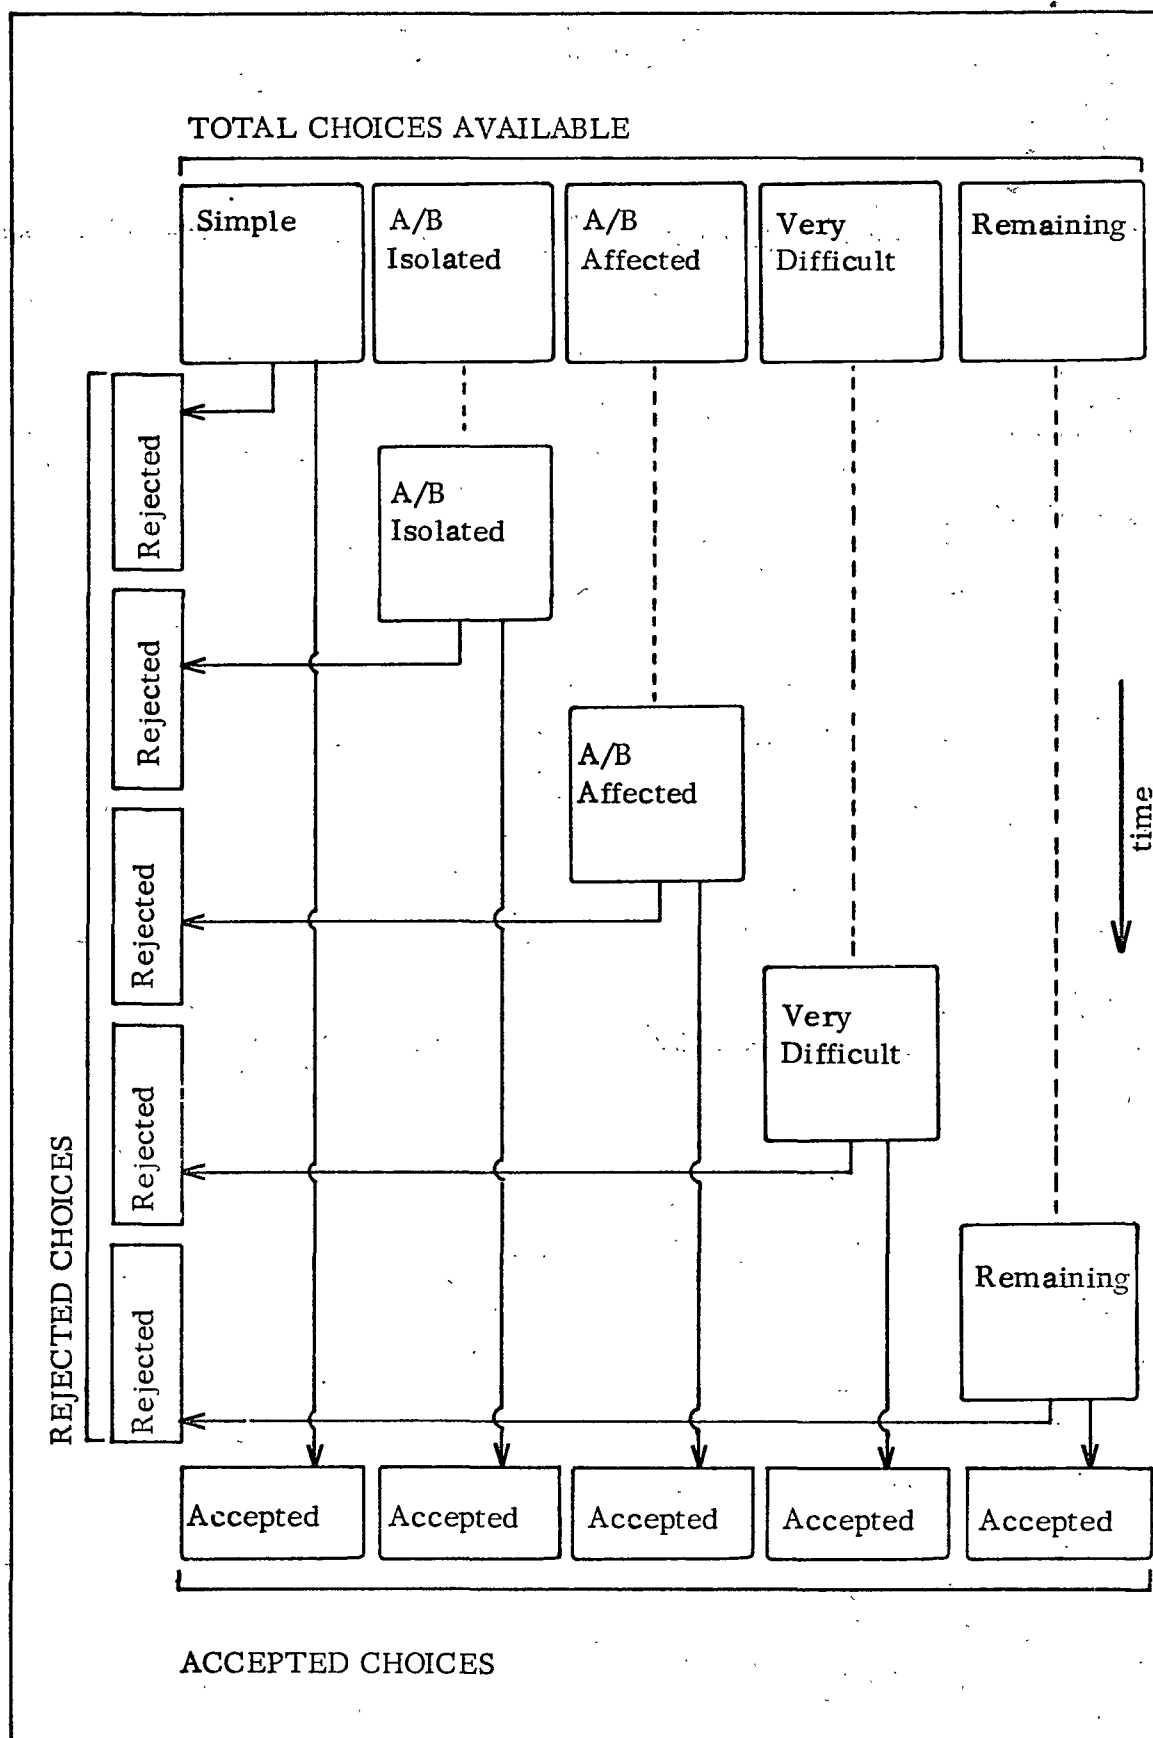 TOTAL CHOICES AVAILABLE
Simple
A/B
Isolated
A/B
Affected
Very
Difficult
Remaining
Rejected
A/B
Isolated
Rejected
A/B
Affected
time
Rejected
Very
Difficult
Rejected
REJECTED CHOICES
Remaining
Rejected
Accepted
Accepted
Accepted
Accepted
Accepted
ACCEPTED CHOICES